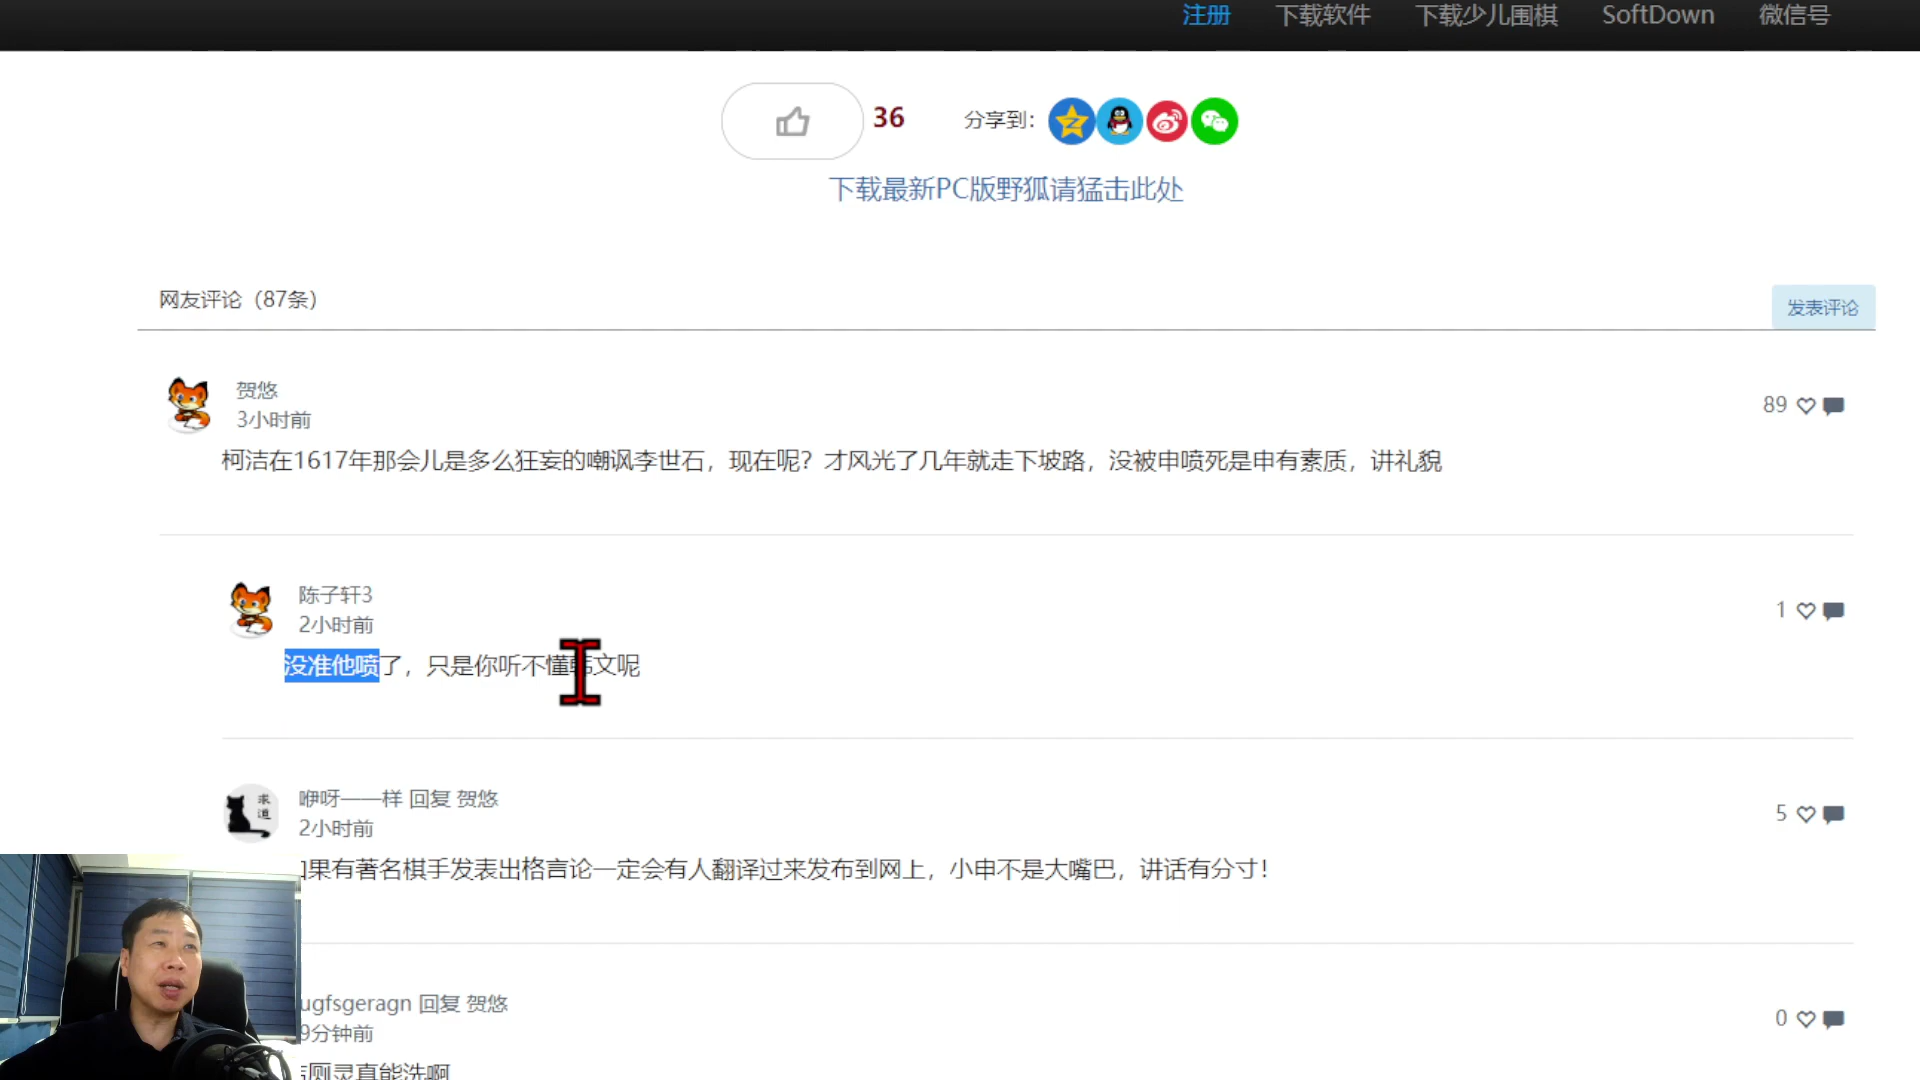 注册 下载软件 下载少儿围棋 SoftDown 微信号
36 分享到：
下载最新PC版野狐请猛击此处
网友评论（87条）
发表评论
贺悠
3小时前
89
柯洁在1617年那会儿是多么狂妄的嘲讽李世石，现在呢？才风光了几年就走下坡路，没被申喷死是申有素质，讲礼貌
陈子轩3
2小时前
1
没准他喷了，只是你听不懂韩文呢
咿呀——样 回复 贺悠
2小时前
5
果有著名棋手发表出格言论一定会有人翻译过来发布到网上，小申不是大嘴巴，讲话有分寸！
求道
ugfsgeragn 回复 贺悠
9分钟前
0
厕灵真能洗啊